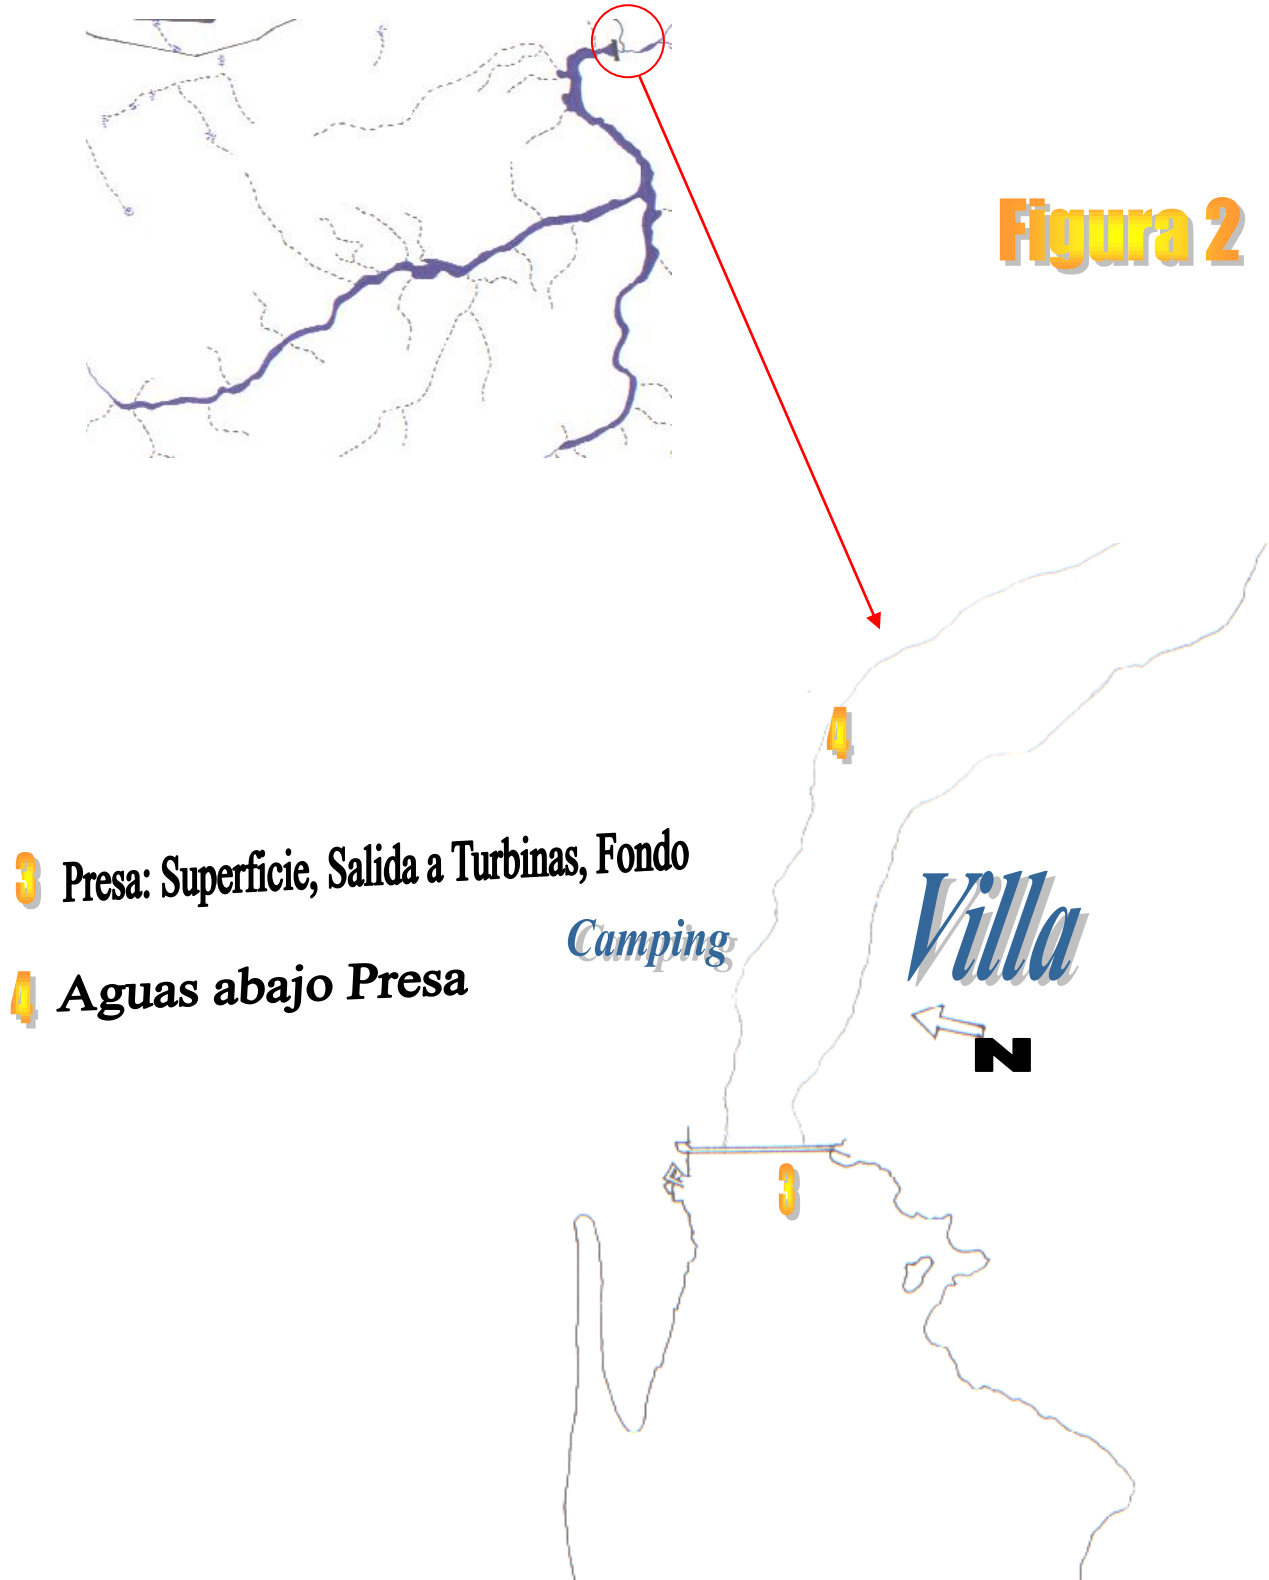 Figura 2
4
3 Presa: Superficie, Salida a Turbinas, Fondo
Camping
Villa
4 Aguas abajo Presa
N
3